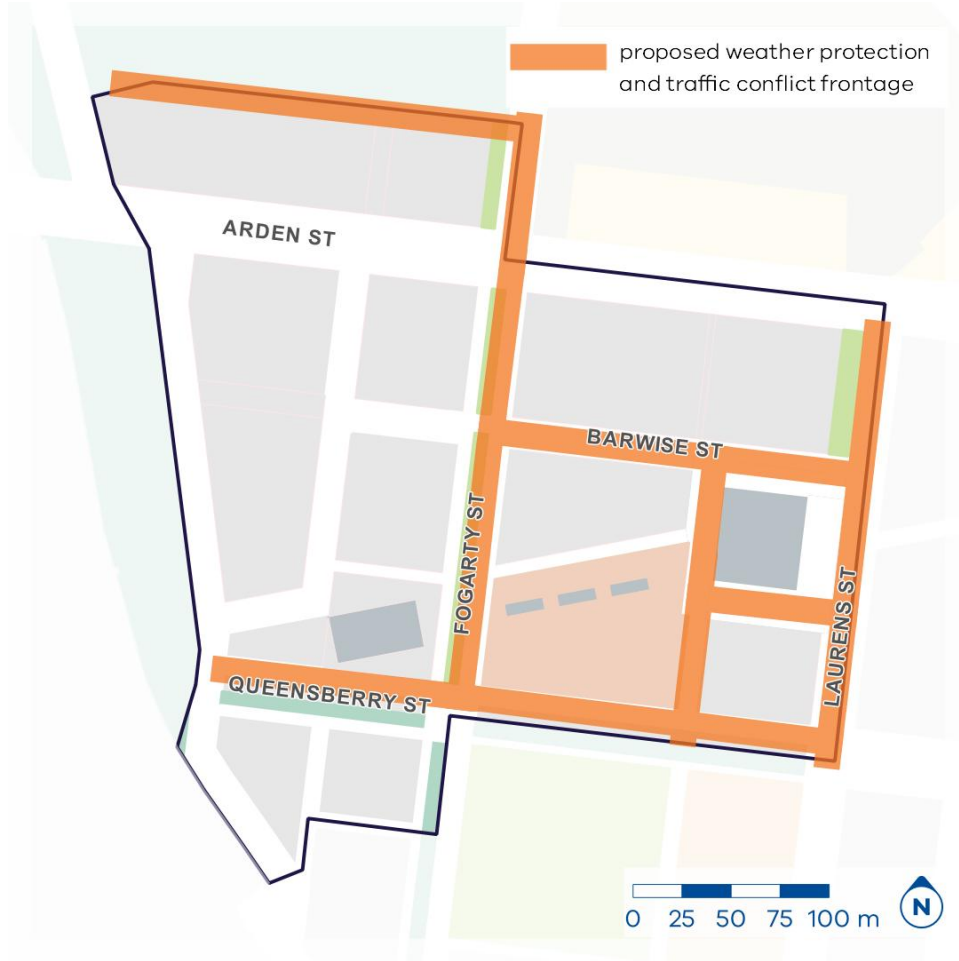 proposed weather protection
and traffic conflict frontage
ARDEN ST
BARWISE ST
FOGARTY ST
LAURENS ST
QUEENSBERRY ST
0 25 50 75 100 m
N